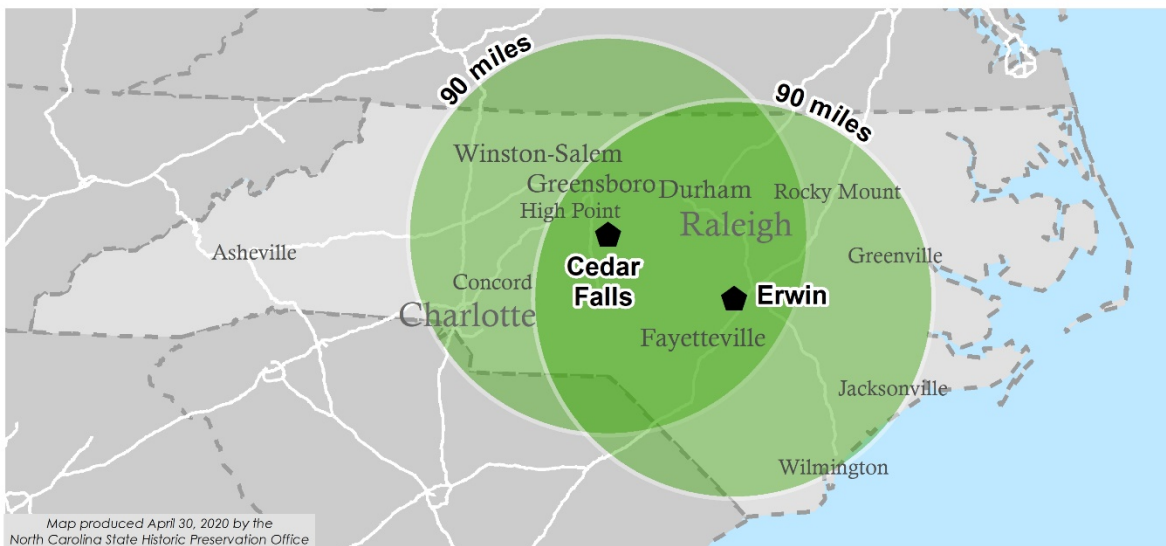 90 miles
90 miles
Winston-Salem
Greensboro
Durham
Rocky Mount
High Point
Raleigh
Asheville
Greenville
Cedar
Falls
Concord
Erwin
Charlotte
Fayetteville
Jacksonville
Wilmington
Map produced April 30, 2020 by the
North Carolina State Historic Preservation Office